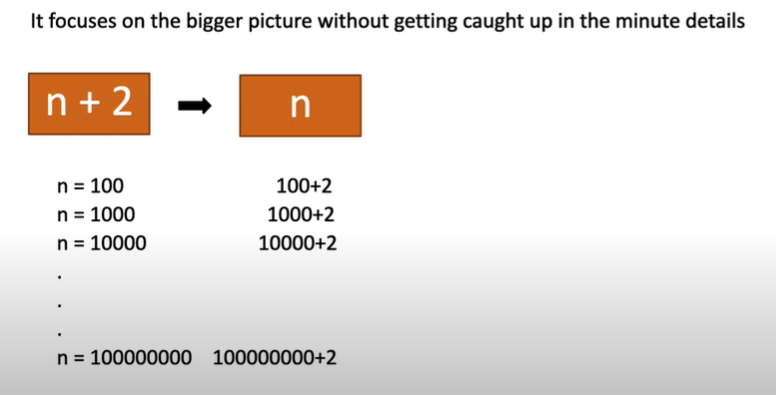 It focuses on the bigger picture without getting caught up in the minute details
n + 2 n
n = 100 100+2
n = 1000 1000+2
n = 10000 10000+2
.
.
.
n = 100000000 100000000+2